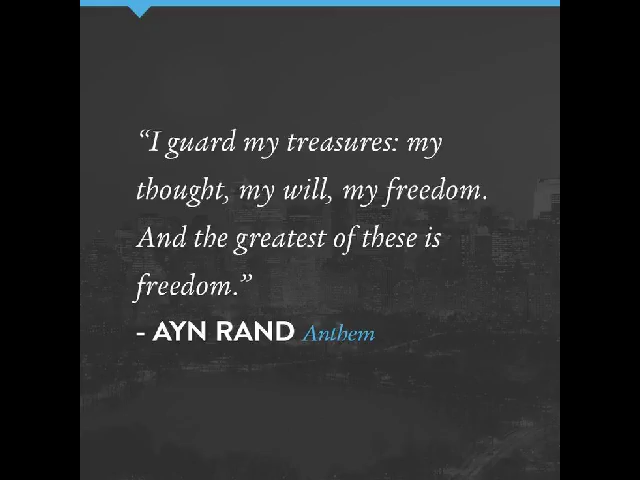 “I guard my treasures: my
thought, my will, my freedom.
And the greatest of these is
freedom.”
- AYN RAND Anthem